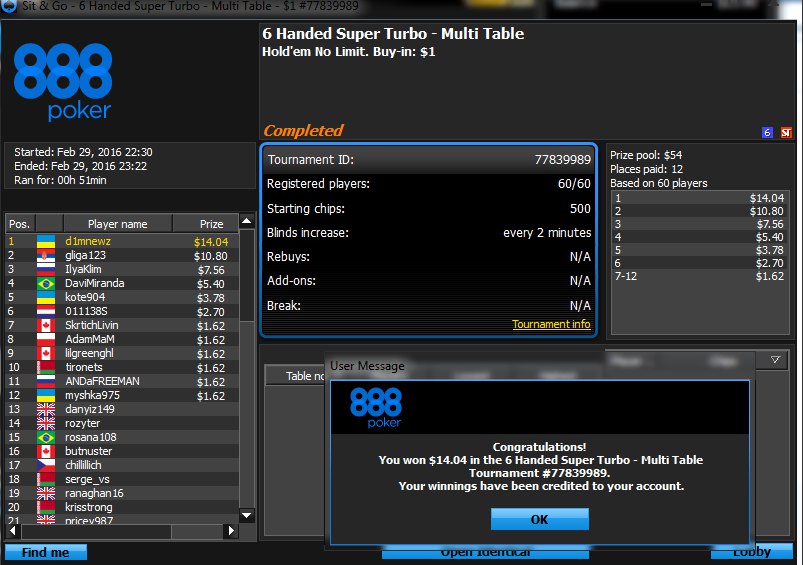 Sit & Go - 6 Handed Super Turbo - Multi Table - $1 #77839989
888
poker
6 Handed Super Turbo - Multi Table
Hold'em No Limit. Buy-in: $1
Completed
6 ST
Started: Feb 29, 2016 22:30
Ended: Feb 29, 2016 23:22
Ran for: 00h 51min
Tournament ID: 77839989
Registered players: 60/60
Starting chips: 500
Blinds increase: every 2 minutes
Rebuys: N/A
Add-ons: N/A
Break: N/A
Tournament info
Prize pool: $54
Places paid: 12
Based on 60 players
1 $14.04
2 $10.80
3 $7.56
4 $5.40
5 $3.78
6 $2.70
7-12 $1.62
Pos. Player name Prize
1 d1mnewz $14.04
2 gliga123 $10.80
3 IlyaKlim $7.56
4 DaviMiranda $5.40
5 kote904 $3.78
6 011138S $2.70
7 SkrtichLivin $1.62
8 AdamMaM $1.62
9 lilgreenghl $1.62
10 tironets $1.62
11 ANDaFREEMAN $1.62
12 myshka975 $1.62
13 danyiz149
14 rozyter
15 rosana108
16 butnuster
17 chillilich
18 serge_vs
19 ranaghan16
20 krisstrong
21 pricey987
Find me
Table no
User Message
888
poker
Congratulations!
You won $14.04 in the 6 Handed Super Turbo - Multi Table
Tournament #77839989.
Your winnings have been credited to your account.
OK
Open Identical
Lobby